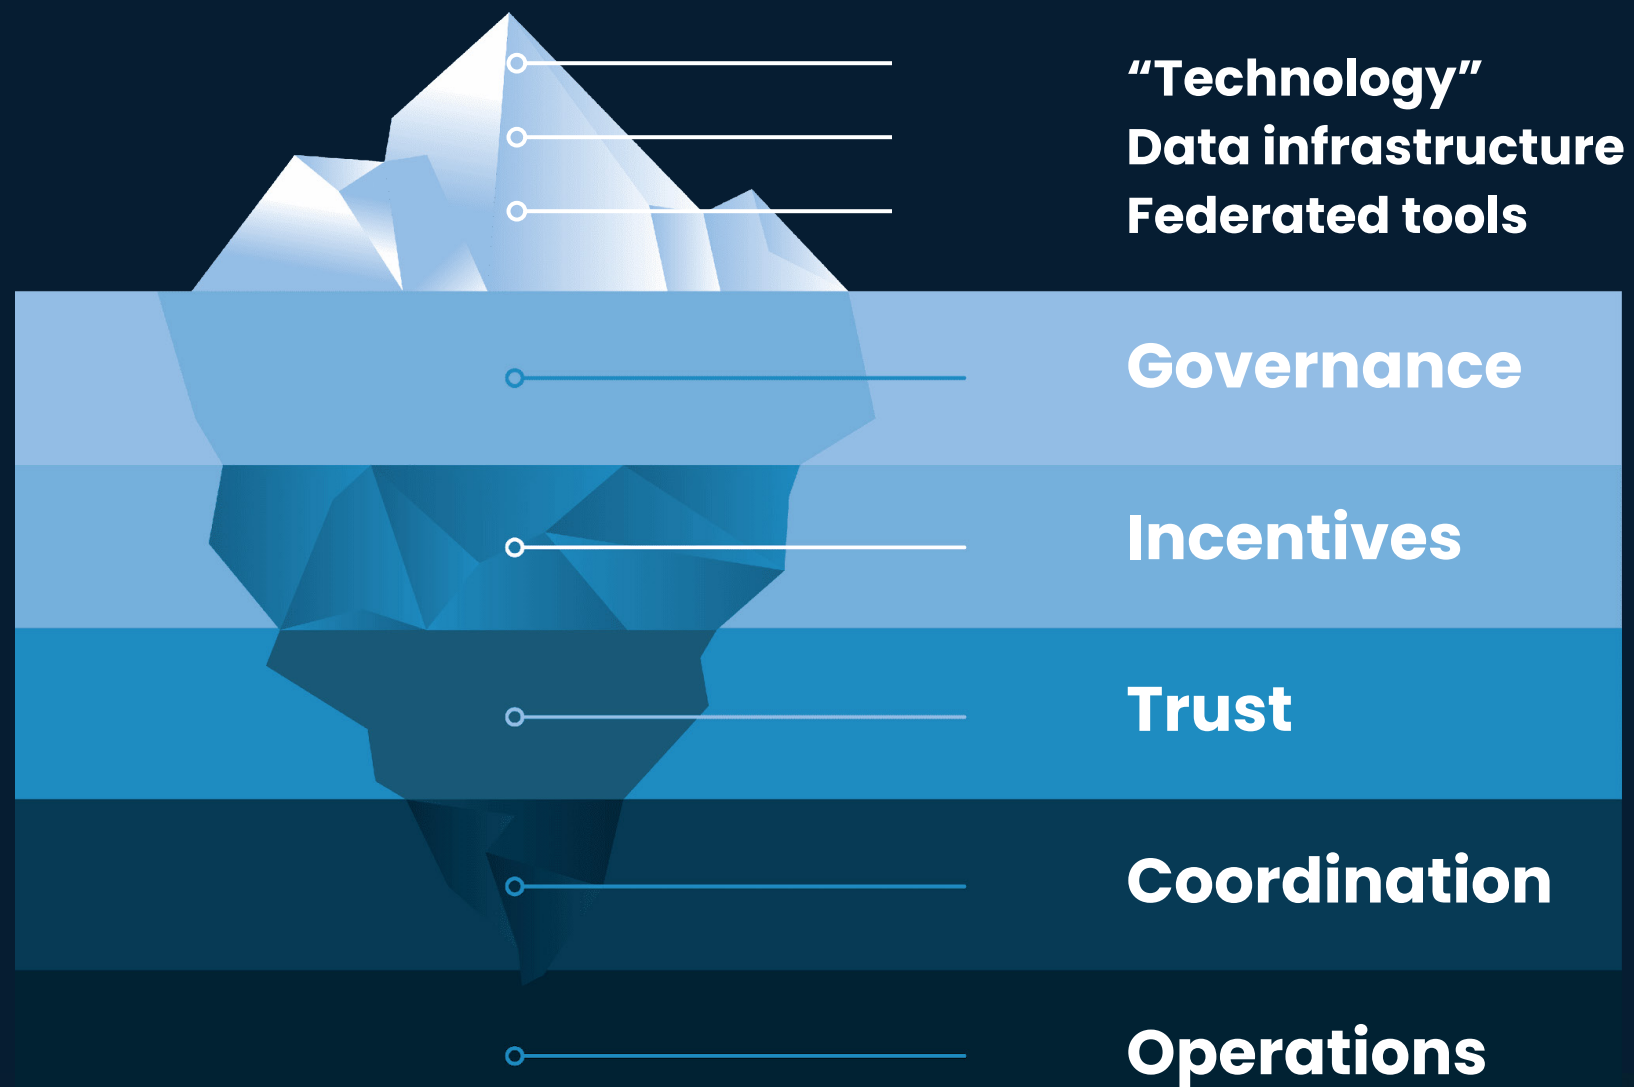 “Technology”
Data infrastructure
Federated tools
Governance
Incentives
Trust
Coordination
Operations